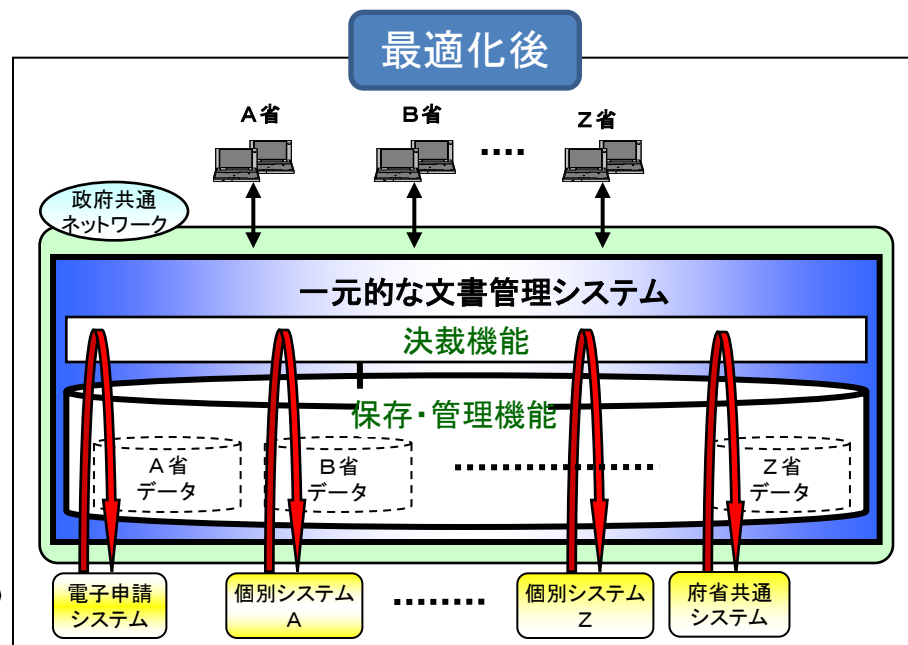 最適化後
A省
B省
Z省
政府共通
ネットワーク
一元的な文書管理システム
決裁機能
保存・管理機能
A省
データ
B省
データ
Z省
データ
電子申請
システム
個別システム
A
個別システム
Z
府省共通
システム